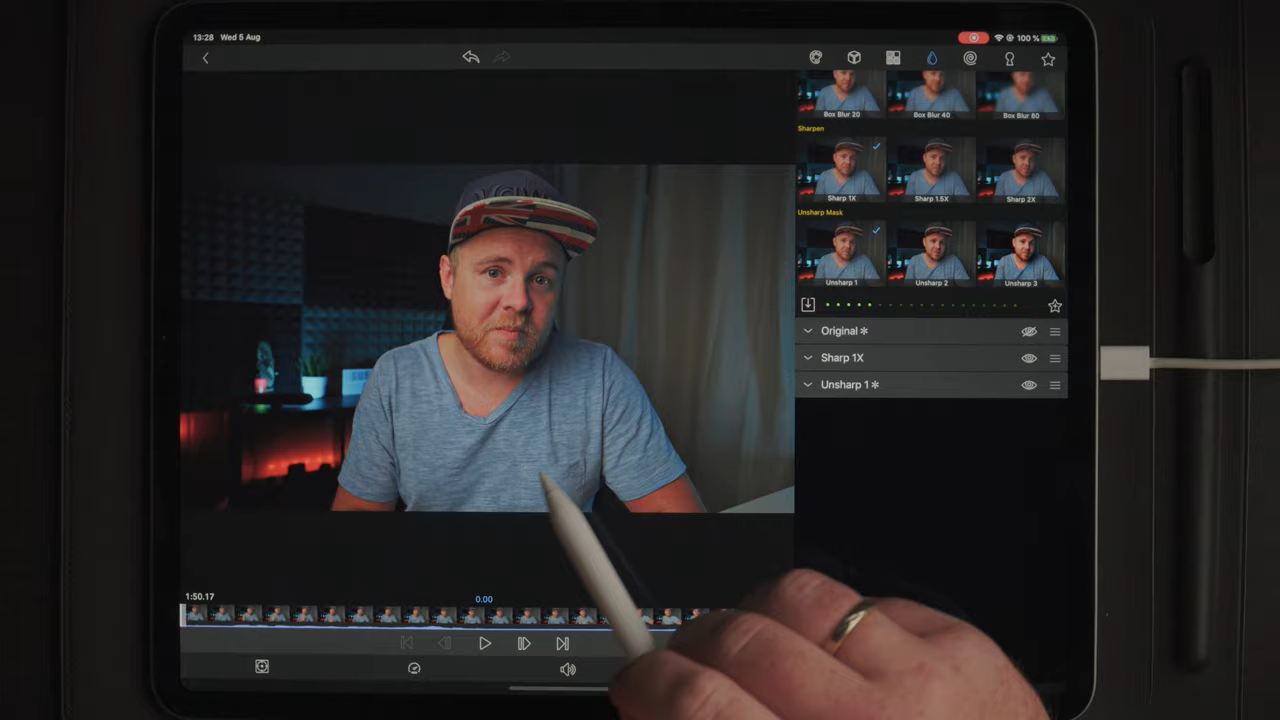 13:28 Wed 5 Aug
100 %
Box Blur 20 Box Blur 40 Box Blur 80
Sharpen
Sharp 1X Sharp 1.5X Sharp 2X
Unsharp Mask
Unsharp 1 Unsharp 2 Unsharp 3
Original *
Sharp 1X
Unsharp 1 *
1:50.17
0.00